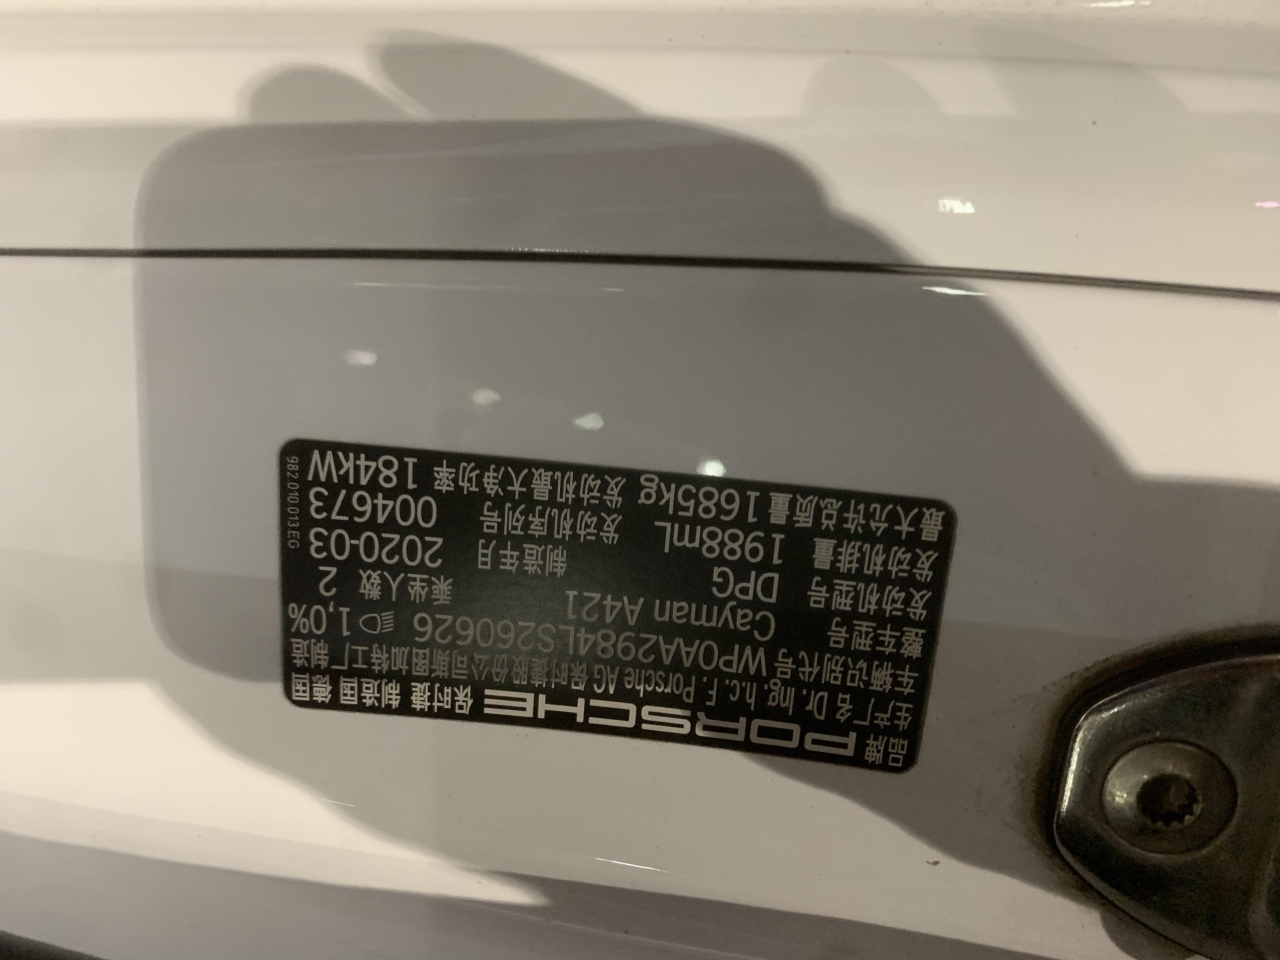 品牌 PORSCHE 保时捷 制造国 德国
生产厂名 Dr. Ing. h.c. F. Porsche AG 保时捷股份公司斯图加特工厂制造
车辆识别代号 WP0AA2984LS260626 1,0%
整车型号 Cayman A421 乘坐人数 2
发动机型号 DPG 制造年月 2020-03
发动机排量 1988mL 发动机序列号 004673
最大允许总质量 1685kg 发动机最大净功率 184kW
982.010.013.EG